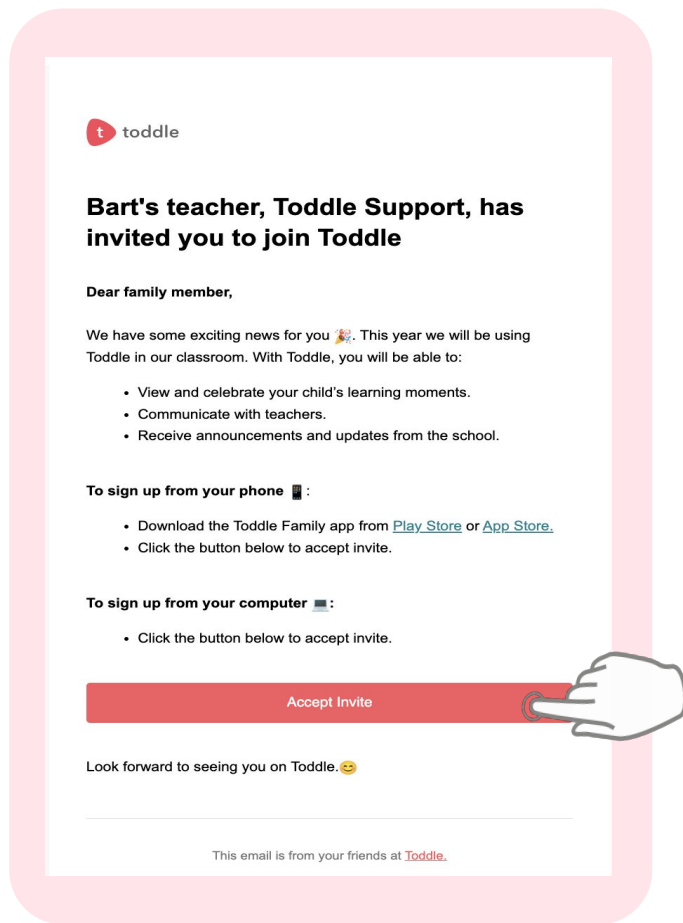 t toddle
Bart's teacher, Toddle Support, has
invited you to join Toddle
Dear family member,
We have some exciting news for you 🎉. This year we will be using
Toddle in our classroom. With Toddle, you will be able to:
• View and celebrate your child's learning moments.
• Communicate with teachers.
• Receive announcements and updates from the school.
To sign up from your phone 📱:
• Download the Toddle Family app from Play Store or App Store.
• Click the button below to accept invite.
To sign up from your computer 💻:
• Click the button below to accept invite.
Accept Invite
Look forward to seeing you on Toddle.😊
This email is from your friends at Toddle.